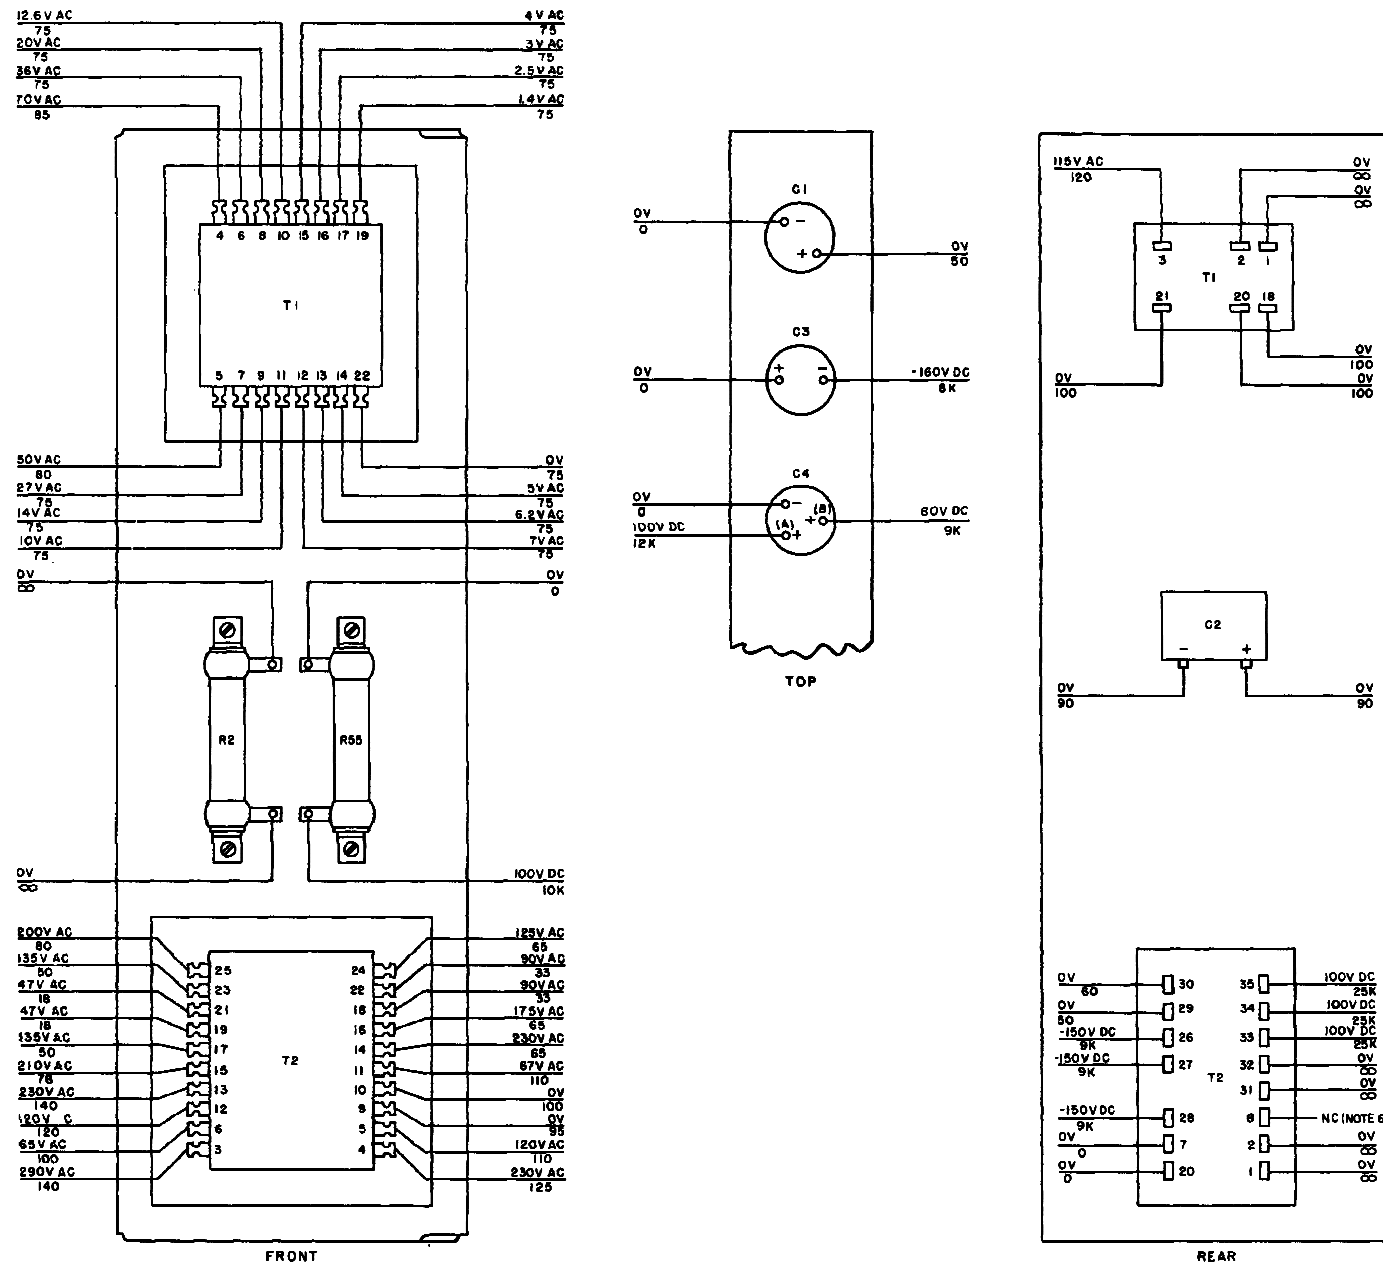 12.6V AC
75
20V AC
75
36V AC
75
70V AC
85
4V AC
75
3V AC
75
2.5V AC
75
1.4V AC
75
4 6 8 10 15 16 17 19
T1
5 7 9 11 12 13 14 22
50V AC
80
27V AC
75
14V AC
75
10V AC
75
0V
∞
0V
75
5V AC
75
6.2V AC
75
7V AC
75
0V
0
R2
R55
0V
∞
100V DC
10K
200V AC
80
135V AC
50
47V AC
18
47V AC
18
135V AC
50
210V AC
78
230V AC
140
120V C
120
65V AC
100
290V AC
140
25
23
21
19
17
15
13
12
6
3
T2
24
22
18
16
14
11
10
9
5
4
125V AC
65
90V AC
33
90V AC
33
175V AC
65
230V AC
65
67V AC
110
0V
100
0V
95
120V AC
110
230V AC
125
FRONT
C1
0V
0
-
+
0V
50
C3
0V
0
+
-
-160V DC
6K
C4
0V
0
100V DC
12K
-
(A)
+
(B)
+
80V DC
9K
TOP
115V AC
120
0V
∞
0V
∞
3 2 1
T1
21 20 18
0V
100
0V
100
0V
100
C2
- +
0V
90
0V
90
0V
60
0V
50
-150V DC
9K
-150V DC
9K
-150V DC
9K
0V
0
0V
0
30
29
26
27
28
7
20
T2
35
34
33
32
31
8
2
1
100V DC
25K
100V DC
25K
100V DC
25K
0V
∞
0V
∞
NC (NOTE 6
0V
∞
0V
∞
REAR